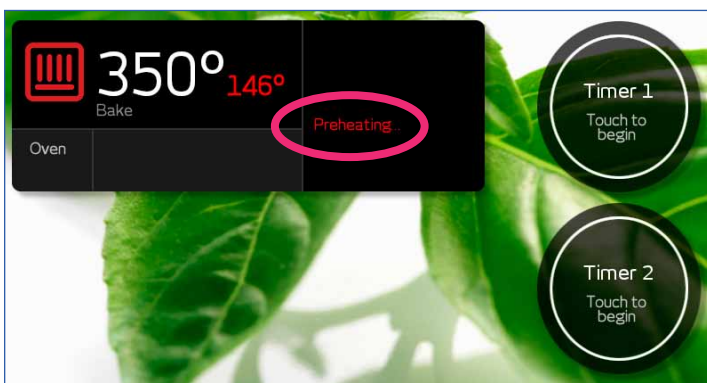 350° 146°
Bake
Preheating...
Oven
Timer 1
Touch to
begin
Timer 2
Touch to
begin